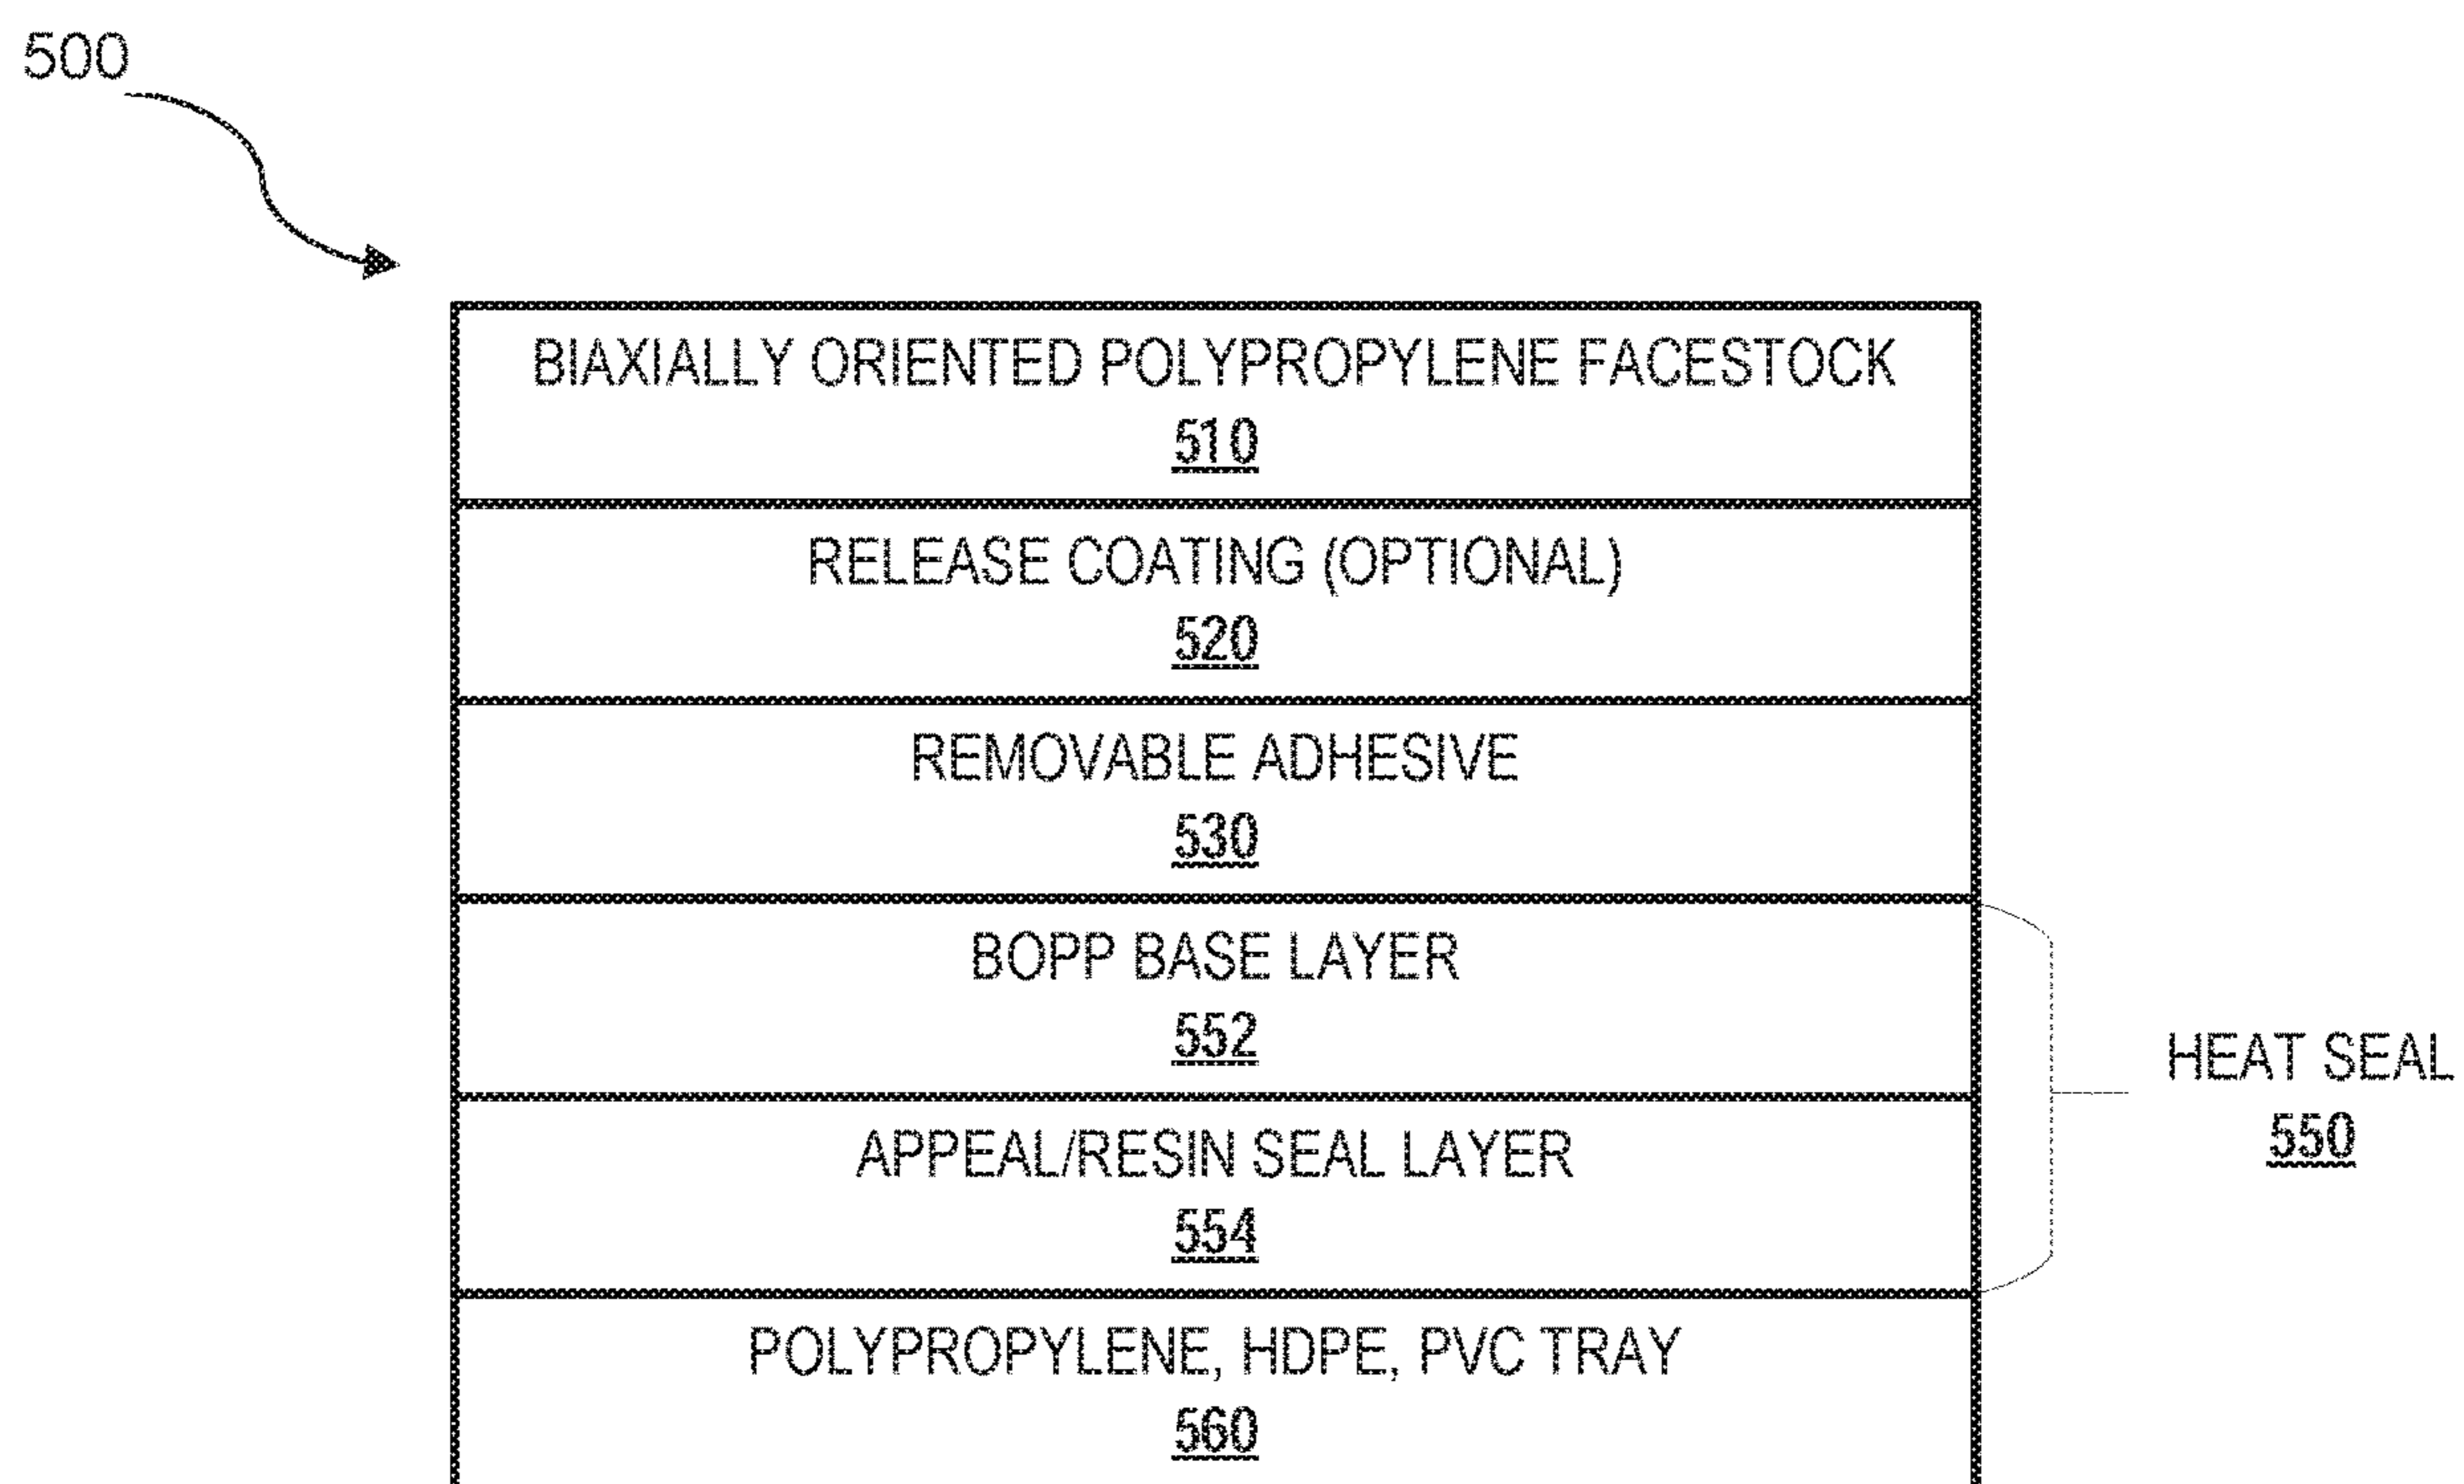 500
BIAXIALLY ORIENTED POLYPROPYLENE FACESTOCK
510
RELEASE COATING (OPTIONAL)
520
REMOVABLE ADHESIVE
530
BOPP BASE LAYER
552
APPEAL/RESIN SEAL LAYER
554
HEAT SEAL
550
POLYPROPYLENE, HDPE, PVC TRAY
560